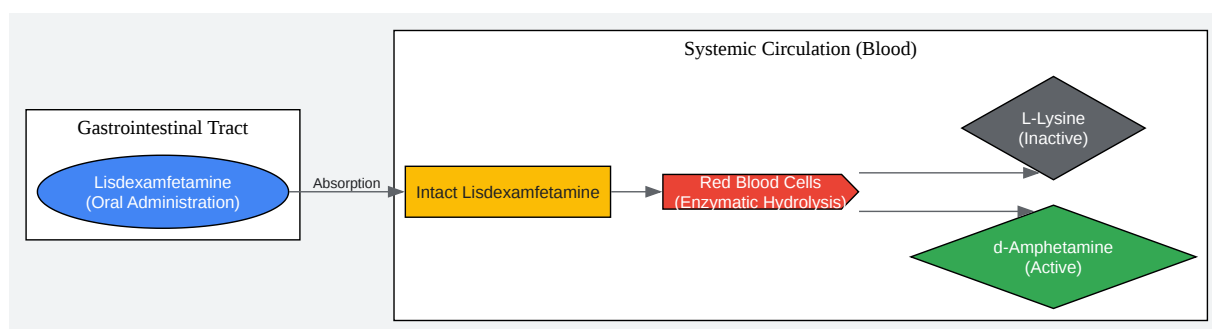 Systemic Circulation (Blood)
Gastrointestinal Tract
Lisdexamfetamine
(Oral Administration)
Absorption
Intact Lisdexamfetamine
Red Blood Cells
(Enzymatic Hydrolysis)
L-Lysine
(Inactive)
d-Amphetamine
(Active)